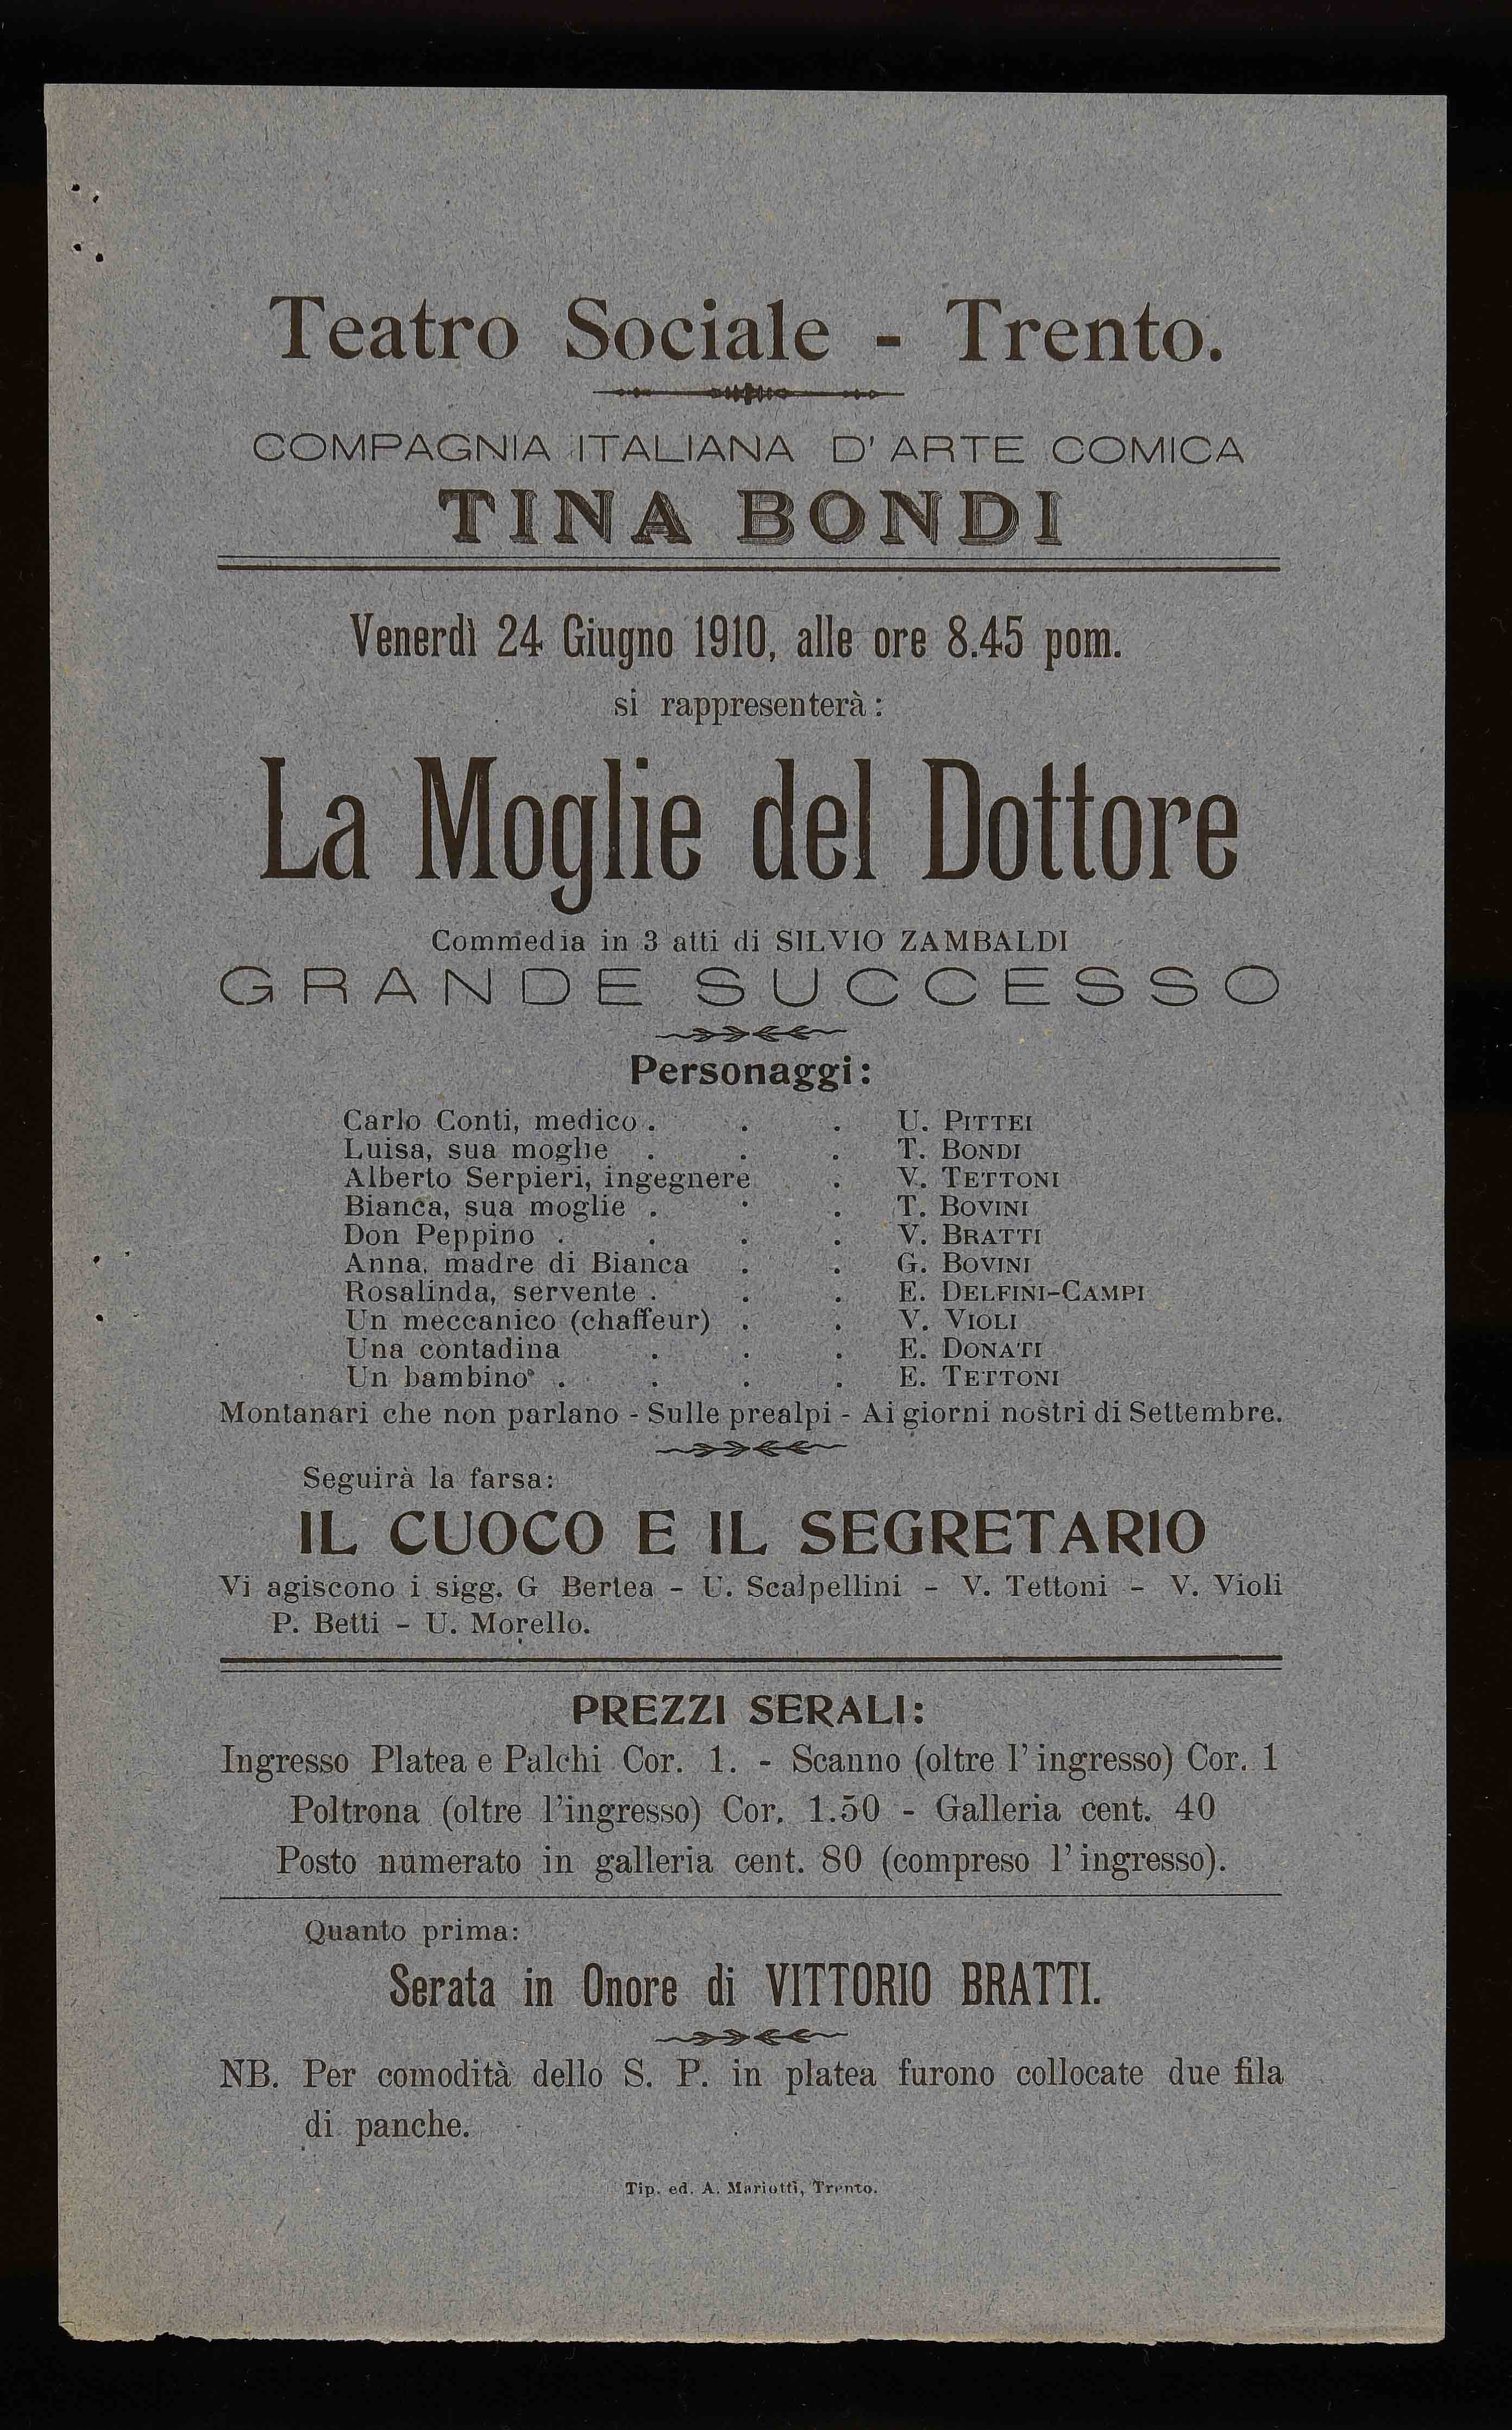 Teatro Sociale - Trento.
COMPAGNIA ITALIANA D' ARTE COMICA
TINA BONDI
Venerdì 24 Giugno 1910, alle ore 8.45 pom.
si rappresenterà:
La Moglie del Dottore
Commedia in 3 atti di SILVIO ZAMBALDI
GRANDE SUCCESSO
Personaggi:
Carlo Conti, medico . . . U. PITTEI
Luisa, sua moglie . . . T. BONDI
Alberto Serpieri, ingegnere . V. TETTONI
Bianca, sua moglie . . . T. BOVINI
Don Peppino . . . . V. BRATTI
Anna, madre di Bianca . . G. BOVINI
Rosalinda, servente . . . E. DELFINI-CAMPI
Un meccanico (chaffeur) . . V. VIOLI
Una contadina . . . E. DONATI
Un bambino . . . . E. TETTONI
Montanari che non parlano - Sulle prealpi - Ai giorni nostri di Settembre.
Seguirà la farsa:
IL CUOCO E IL SEGRETARIO
Vi agiscono i sigg. G Bertea - U. Scalpellini - V. Tettoni - V. Violi
P. Betti - U. Morello.
PREZZI SERALI:
Ingresso Platea e Palchi Cor. 1. - Scanno (oltre l' ingresso) Cor. 1
Poltrona (oltre l'ingresso) Cor. 1.50 - Galleria cent. 40
Posto numerato in galleria cent. 80 (compreso l' ingresso).
Quanto prima:
Serata in Onore di VITTORIO BRATTI.
NB. Per comodità dello S. P. in platea furono collocate due fila
di panche.
Tip. ed. A. Mariotti, Trento.